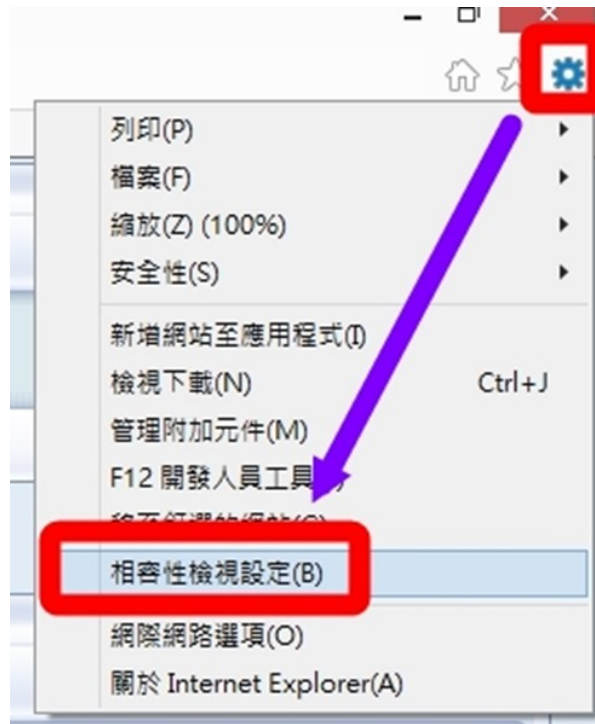 列印(P)
檔案(F)
縮放(Z) (100%)
安全性(S)
新增網站至應用程式(I)
檢視下載(N) Ctrl+J
管理附加元件(M)
F12 開發人員工具
相容性檢視設定(B)
網際網路選項(O)
關於 Internet Explorer(A)